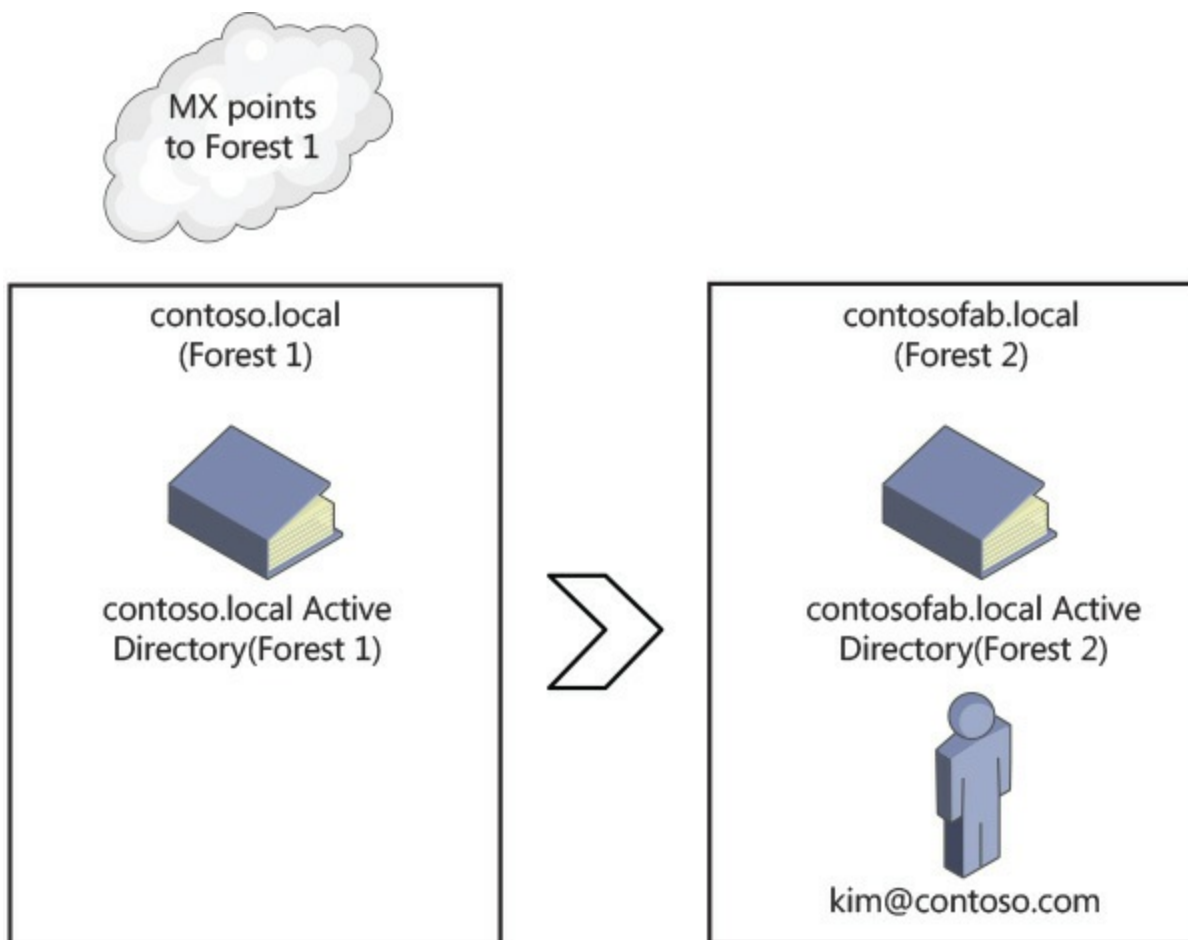 MX points
to Forest 1
contoso.local
(Forest 1)
contoso.local Active
Directory(Forest 1)
contosofab.local
(Forest 2)
contosofab.local Active
Directory(Forest 2)
kim@contoso.com